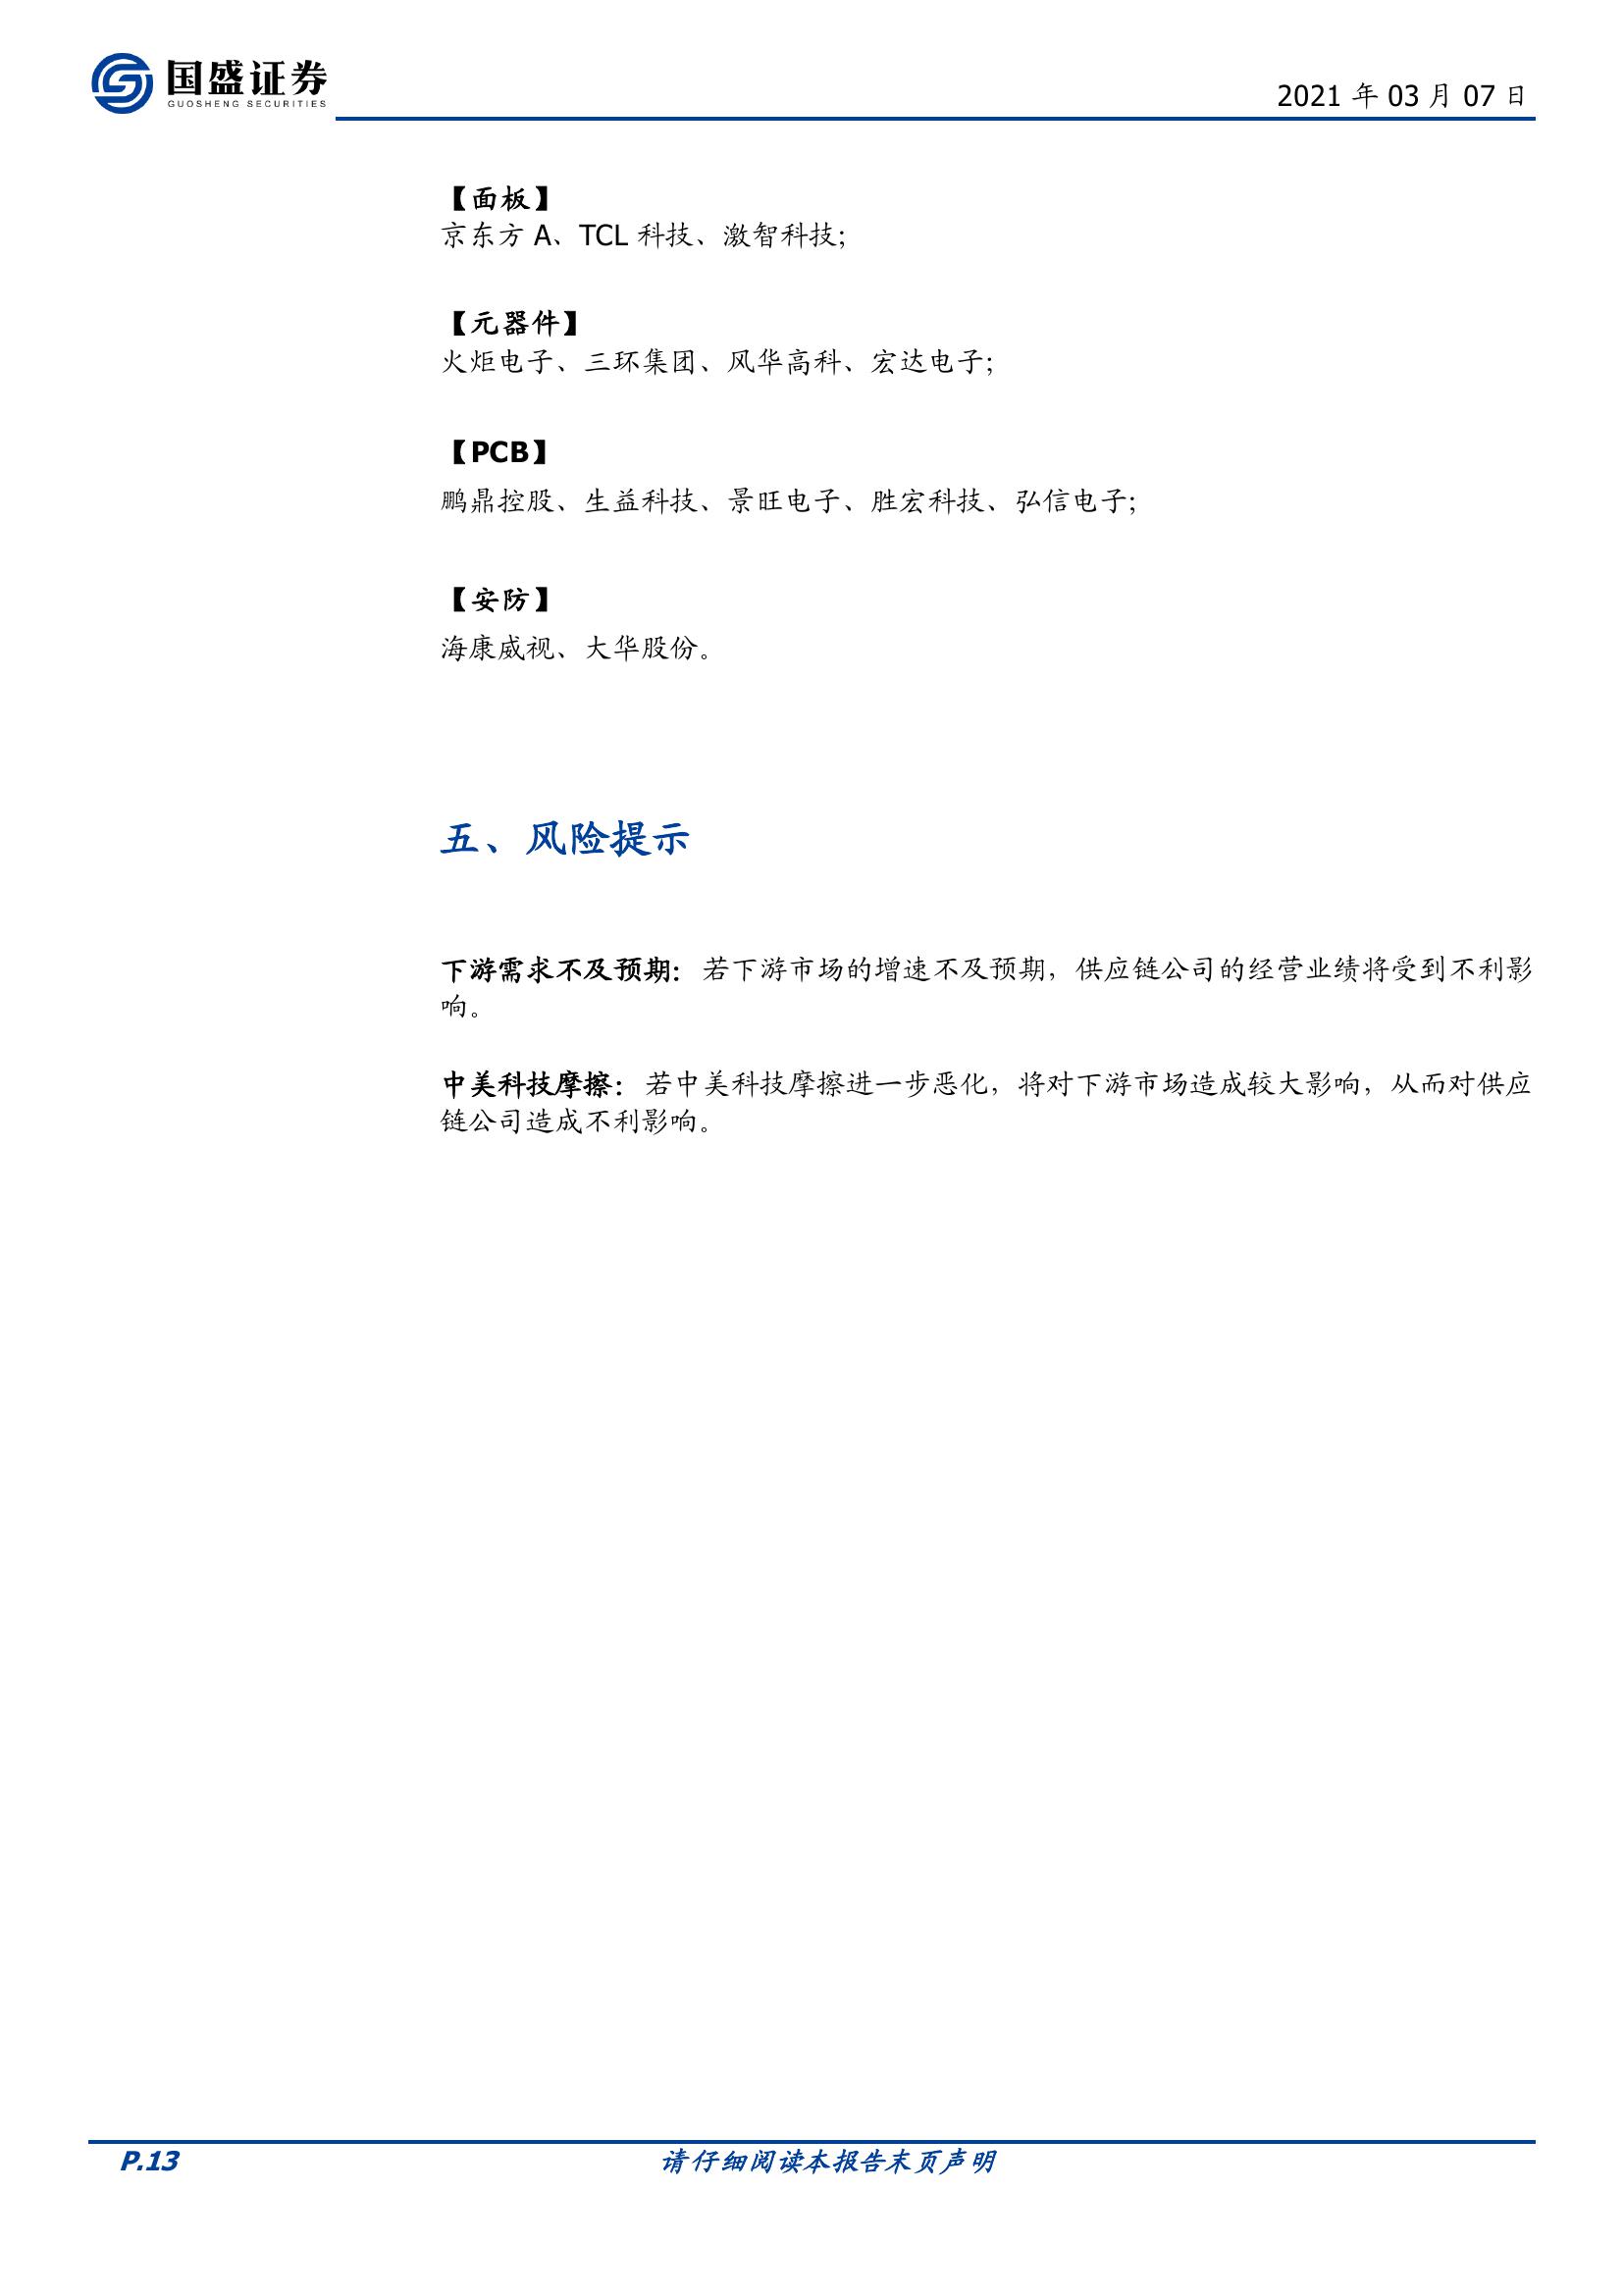 国盛证券
GUOSHENG SECURITIES
2021 年 03 月 07 日
【面板】
京东方 A、TCL 科技、激智科技；
【元器件】
火炬电子、三环集团、风华高科、宏达电子；
【PCB】
鹏鼎控股、生益科技、景旺电子、胜宏科技、弘信电子；
【安防】
海康威视、大华股份。
五、风险提示
下游需求不及预期：若下游市场的增速不及预期，供应链公司的经营业绩将受到不利影
响。
中美科技摩擦：若中美科技摩擦进一步恶化，将对下游市场造成较大影响，从而对供应
链公司造成不利影响。
P.13
请仔细阅读本报告末页声明